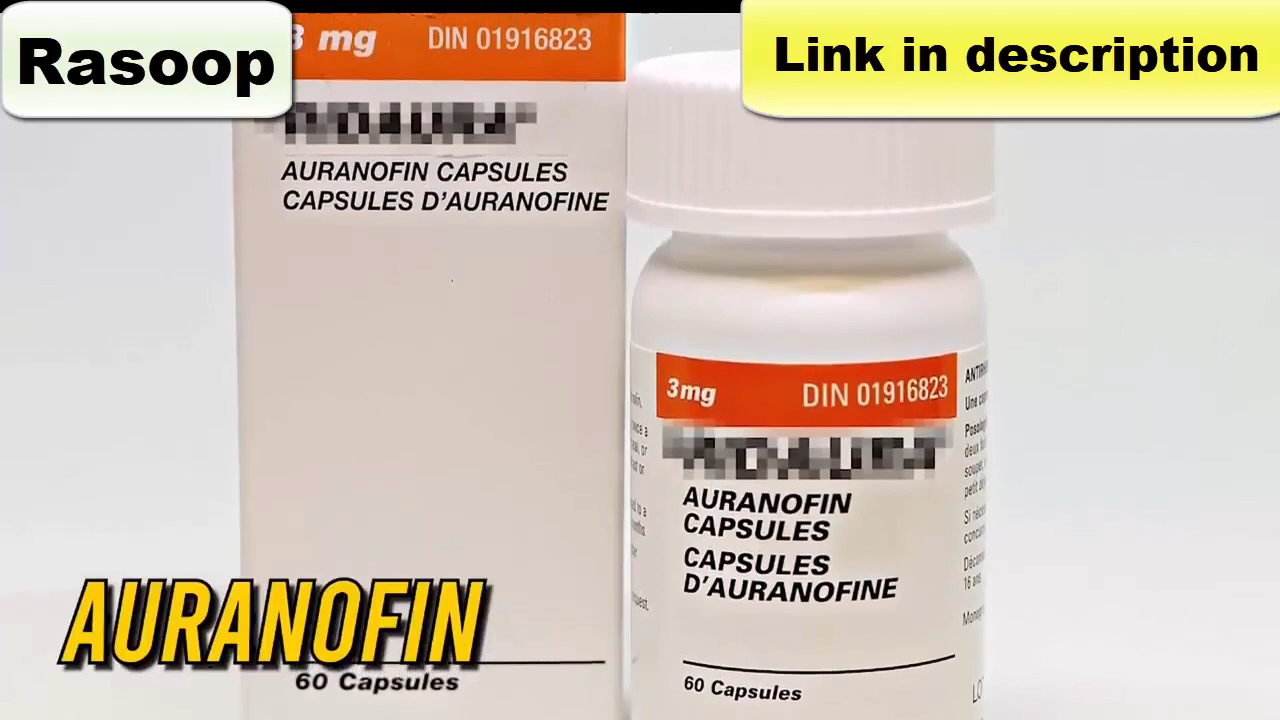 Rasoop
Link in description
3 mg DIN 01916823
AURANOFIN CAPSULES
CAPSULES D'AURANOFINE
60 Capsules
3mg DIN 01916823
AURANOFIN
CAPSULES
CAPSULES
D'AURANOFINE
60 Capsules
AURANOFIN